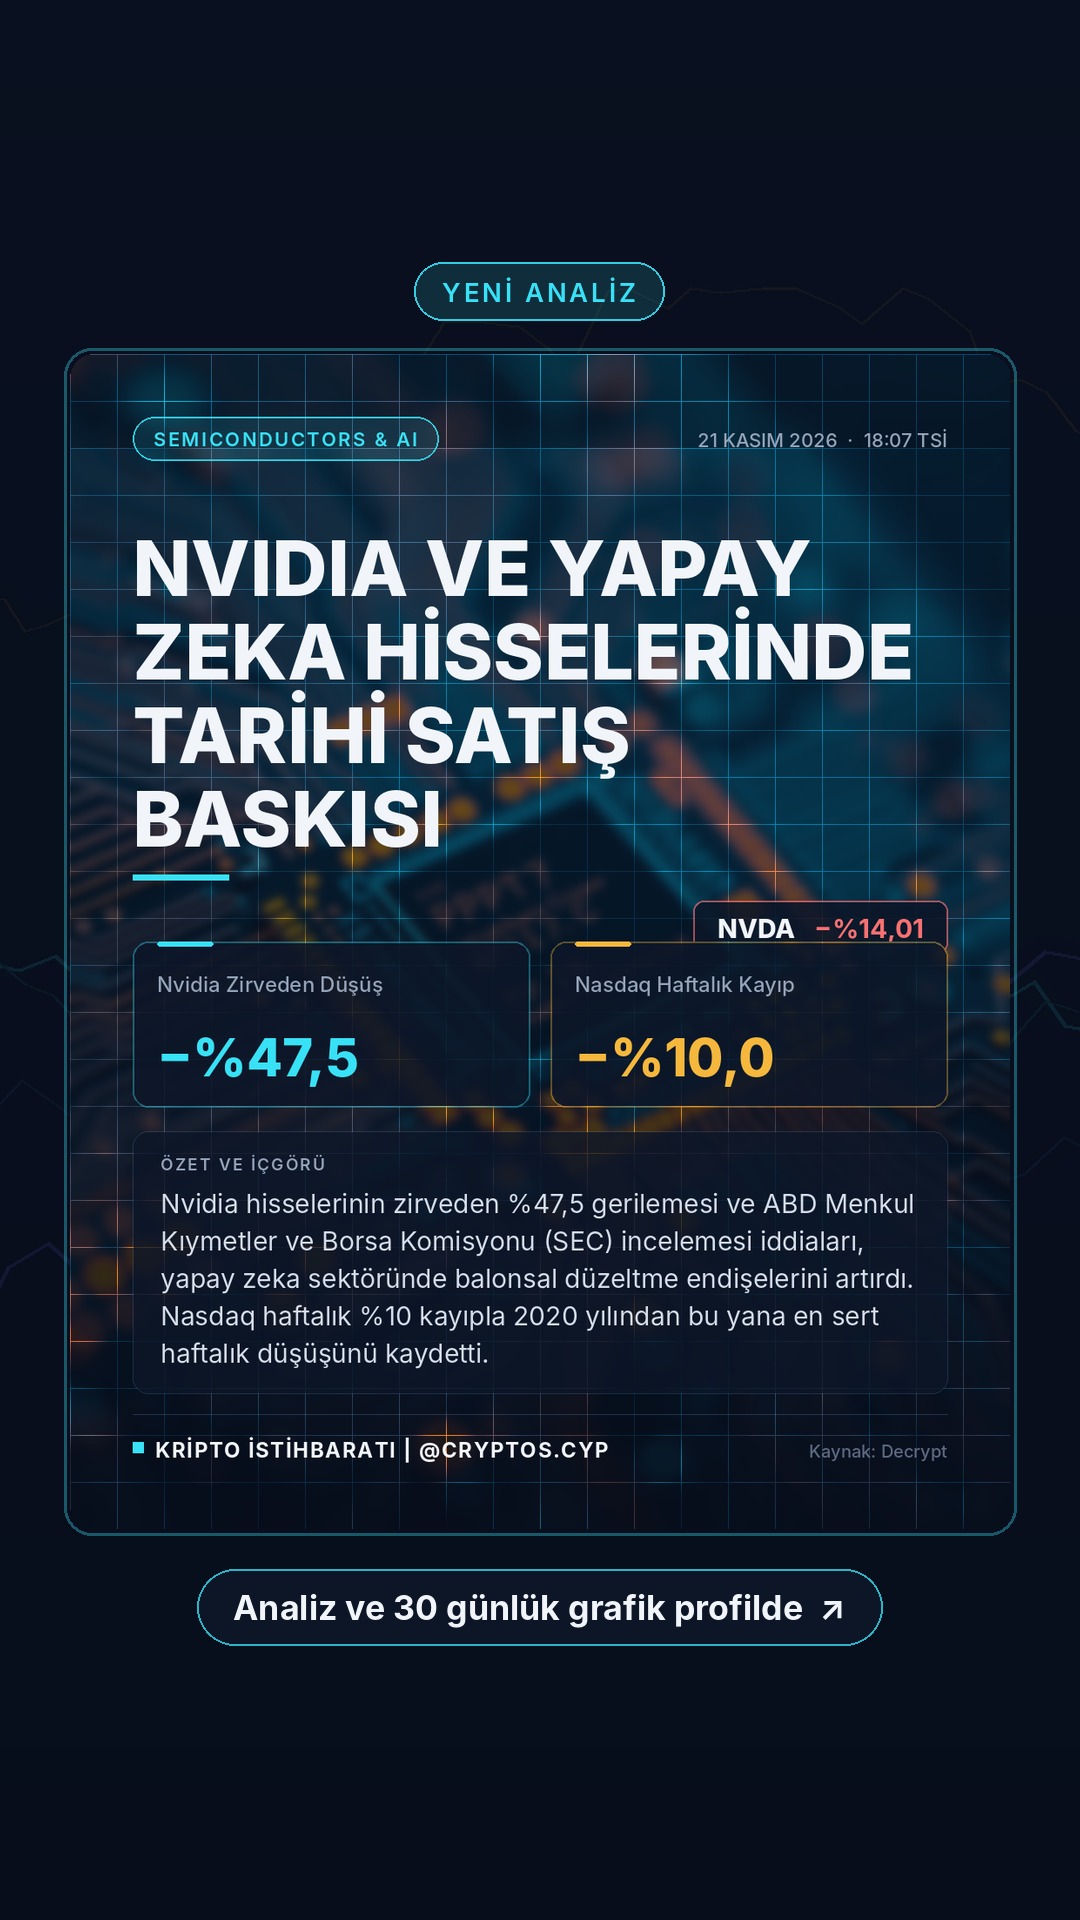 YENİ ANALİZ
SEMICONDUCTORS & AI
21 KASIM 2026 · 18:07 TSİ
NVIDIA VE YAPAY
ZEKA HİSSELERİNDE
TARİHİ SATIŞ
BASKISI
NVDA −%14,01
Nvidia Zirveden Düşüş
−%47,5
Nasdaq Haftalık Kayıp
−%10,0
ÖZET VE İÇGÖRÜ
Nvidia hisselerinin zirveden %47,5 gerilemesi ve ABD Menkul
Kıymetler ve Borsa Komisyonu (SEC) incelemesi iddiaları,
yapay zeka sektöründe balonsal düzeltme endişelerini artırdı.
Nasdaq haftalık %10 kayıpla 2020 yılından bu yana en sert
haftalık düşüşünü kaydetti.
KRİPTO İSTİHBARATI | @CRYPTOS.CYP
Kaynak: Decrypt
Analiz ve 30 günlük grafik profilde ↗